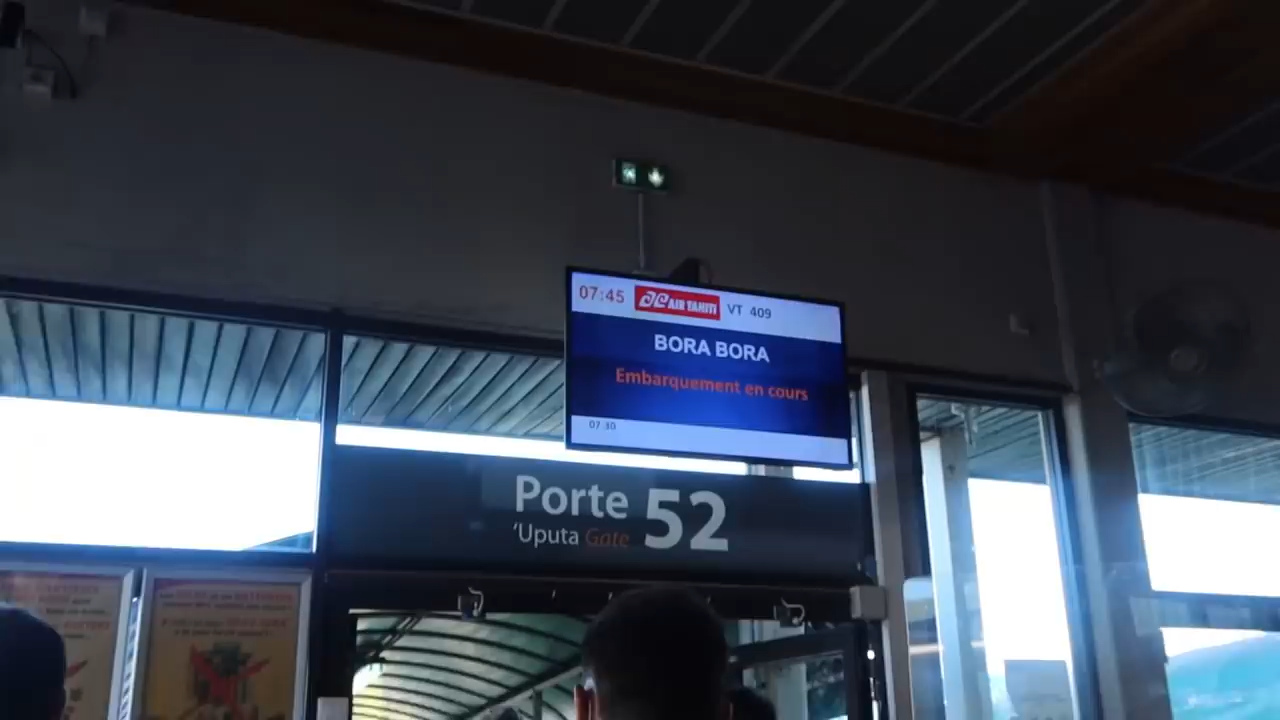 07:45 AIR TAHITI VT 409
BORA BORA
Embarquement en cours
07 30
Porte 52
'Uputa Gate